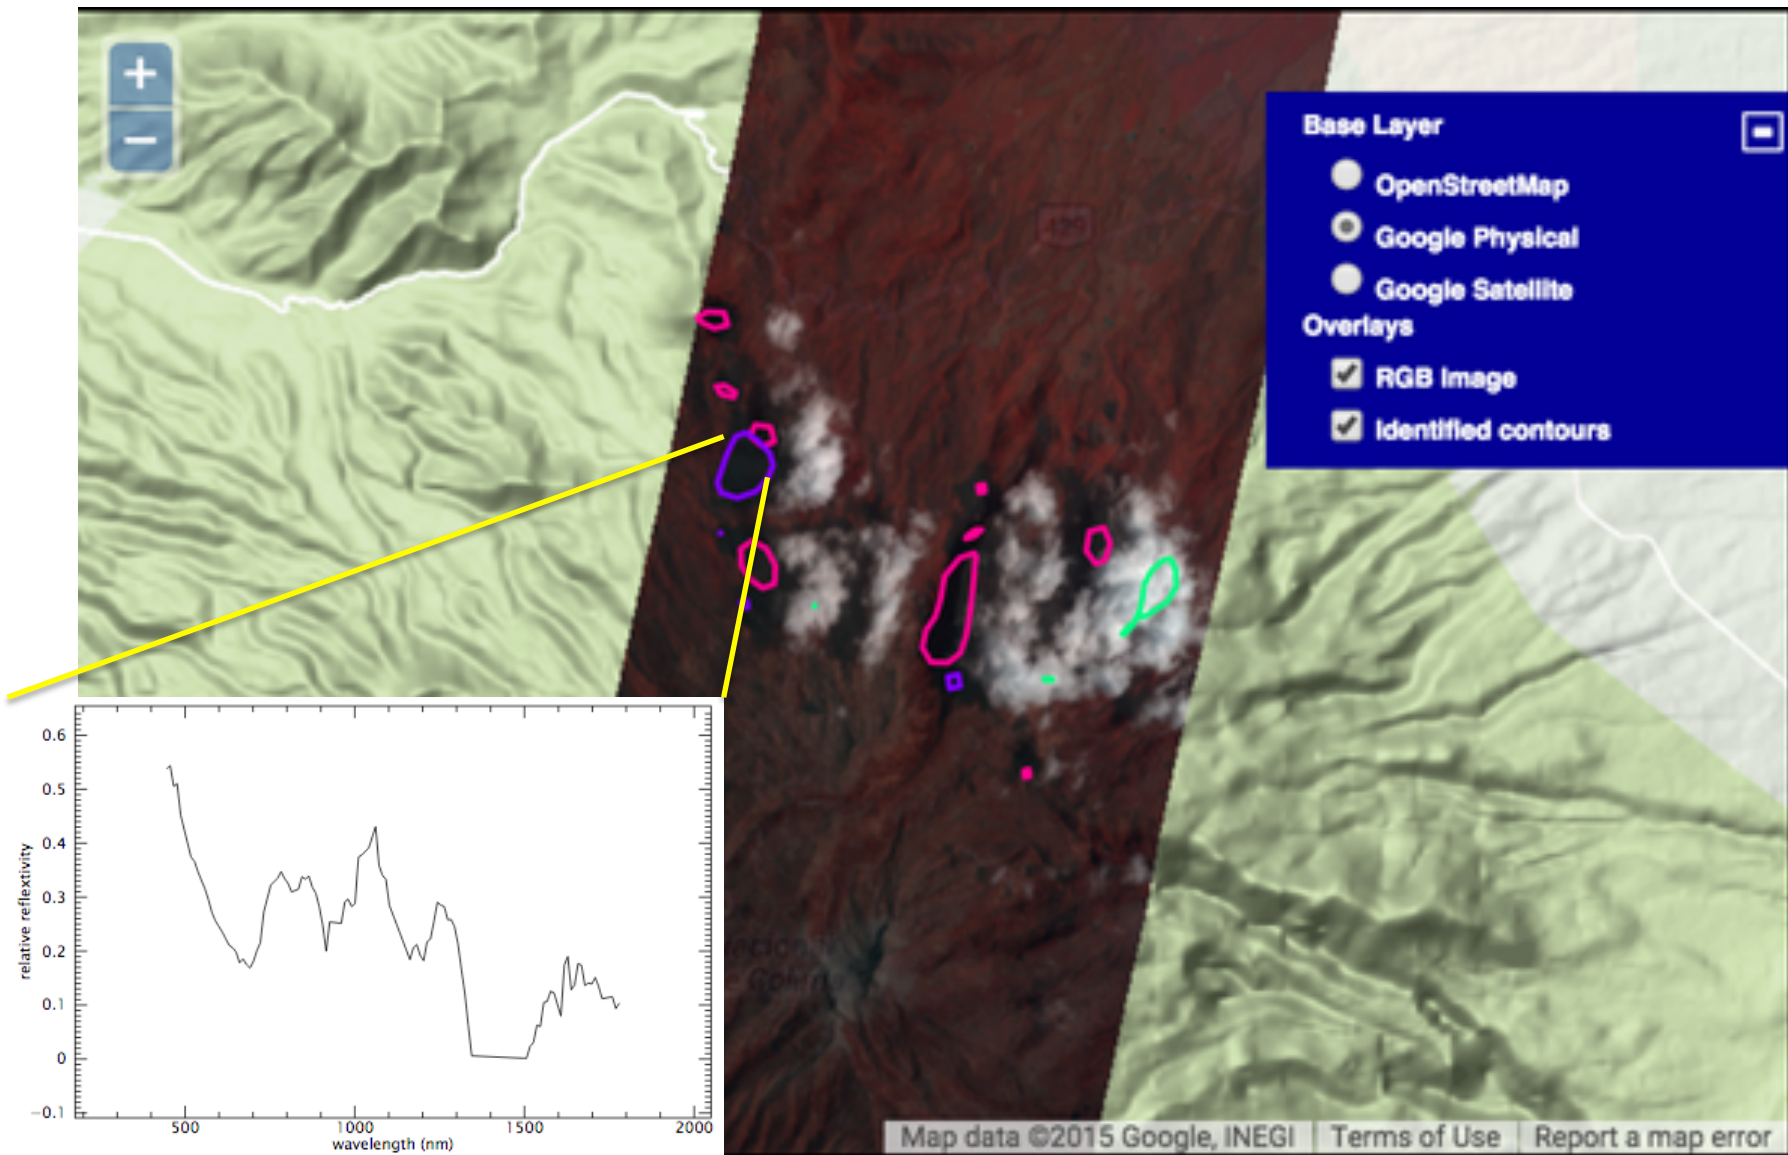 +
−
Base Layer
OpenStreetMap
Google Physical
Google Satellite
Overlays
RGB Image
Identified contours
429
relative reflextivity
0.6
0.5
0.4
0.3
0.2
0.1
0
−0.1
500
1000
1500
2000
wavelength (nm)
Map data ©2015 Google, INEGI
Terms of Use
Report a map error